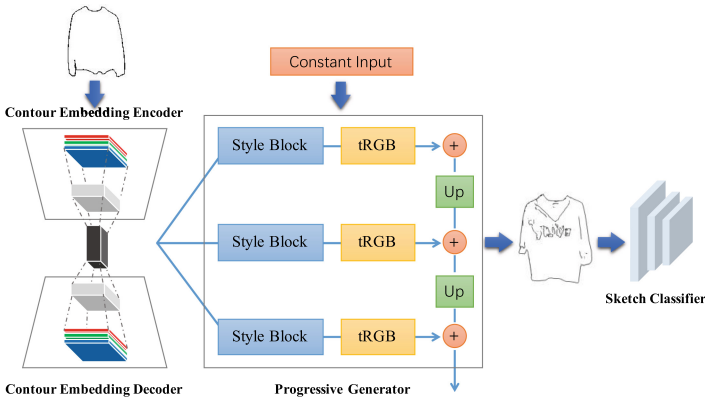 Constant Input
Contour Embedding Encoder
Style Block
tRGB
+
Up
Style Block
tRGB
+
Up
Style Block
tRGB
+
Sketch Classifier
Contour Embedding Decoder
Progressive Generator